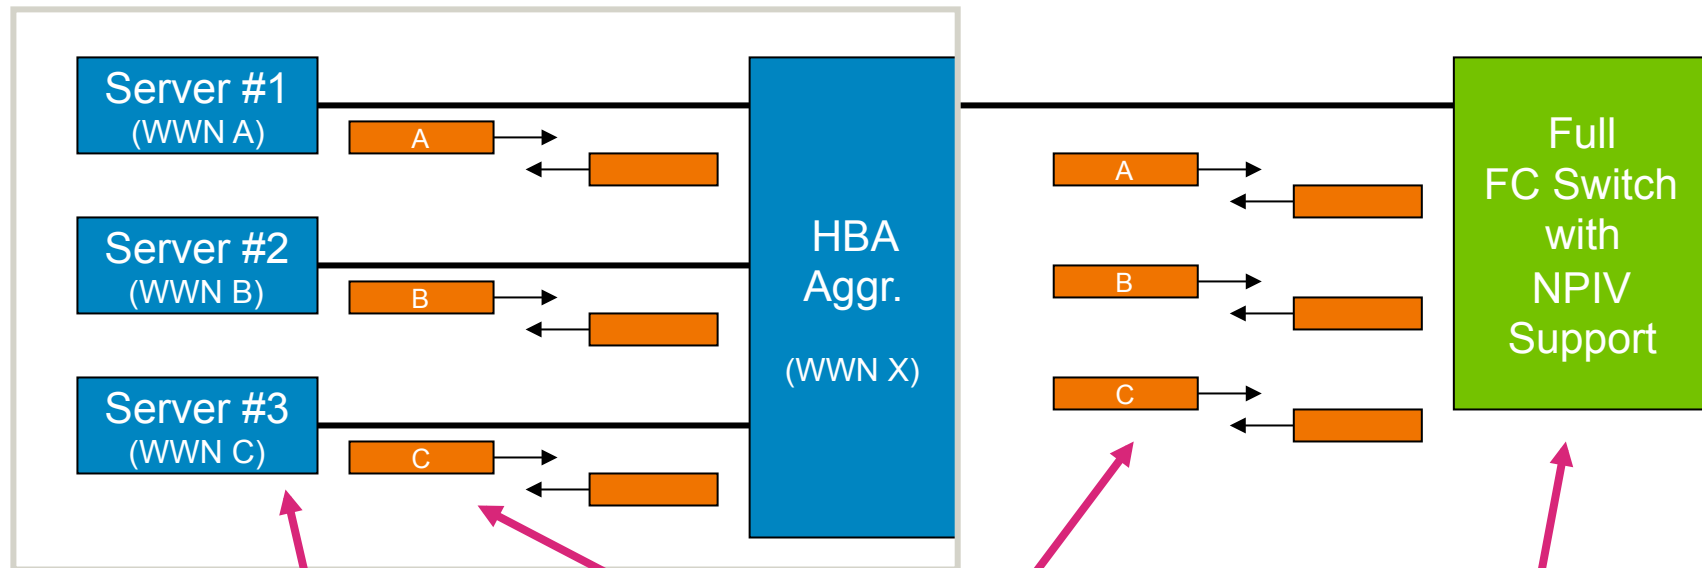 Server #1
(WWN A)
A
Server #2
(WWN B)
B
Server #3
(WWN C)
C
HBA
Aggr.
(WWN X)
A
B
C
Full
FC Switch
with
NPIV
Support